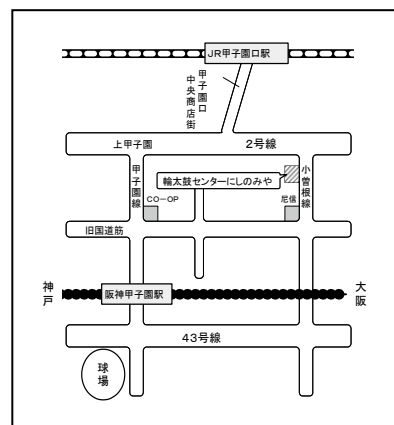 JR甲子園口駅
甲子園口
中央商店街
上甲子園
2号線
甲子園線
輪太鼓センターにしのみや
小曽根線
CO-OP
尼信
旧国道筋
神戸
阪神甲子園駅
大阪
43号線
球場